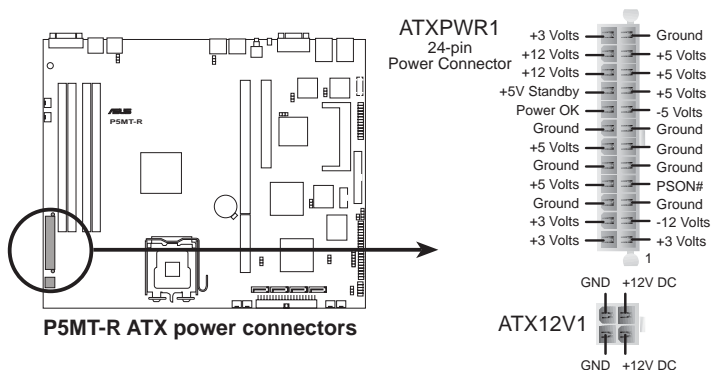 ATXPWR1
24-pin
Power Connector
+3 Volts Ground
+12 Volts +5 Volts
+12 Volts +5 Volts
+5V Standby +5 Volts
Power OK -5 Volts
Ground Ground
+5 Volts Ground
Ground Ground
+5 Volts PSON#
Ground Ground
+3 Volts -12 Volts
+3 Volts +3 Volts
1
ASUS
P5MT-R
GND +12V DC
ATX12V1
GND +12V DC
P5MT-R ATX power connectors